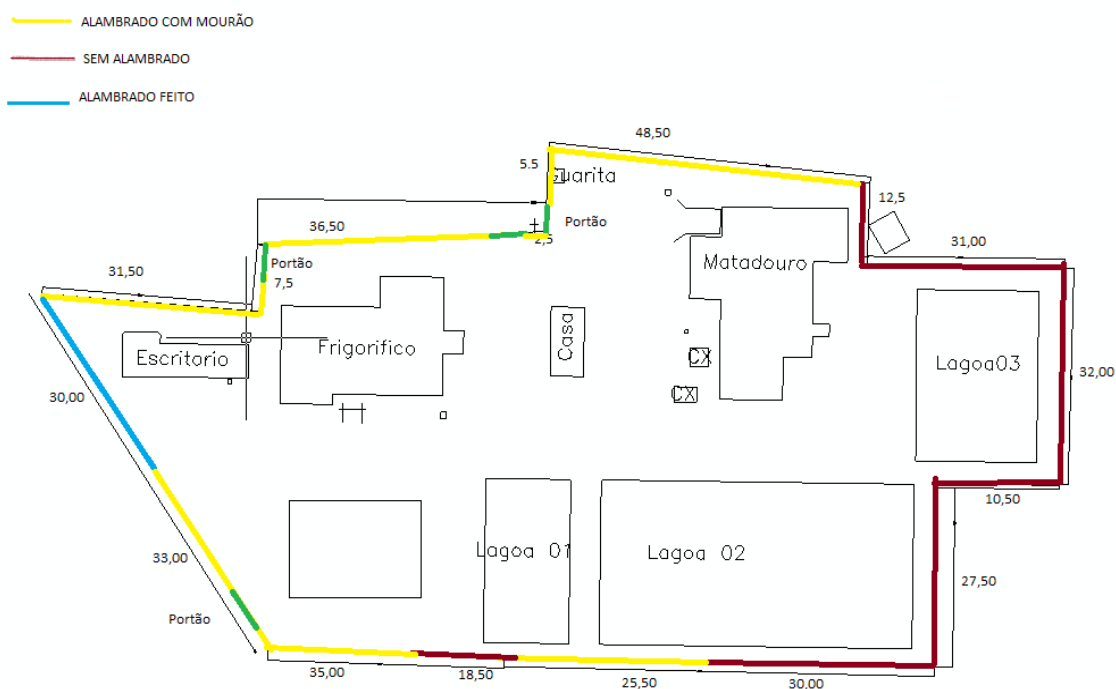 ALAMBRADO COM MOURÃO
SEM ALAMBRADO
ALAMBRADO FEITO
48,50
5.5
Guarita
12,5
36,50
Portão
2,5
31,00
Portão
7,5
Matadouro
31,50
Escritorio
Frigorifico
Casa
CX
Lagoa03
32,00
CX
30,00
10,50
33,00
Lagoa 01
Lagoa 02
27,50
Portão
35,00
18,50
25,50
30.00